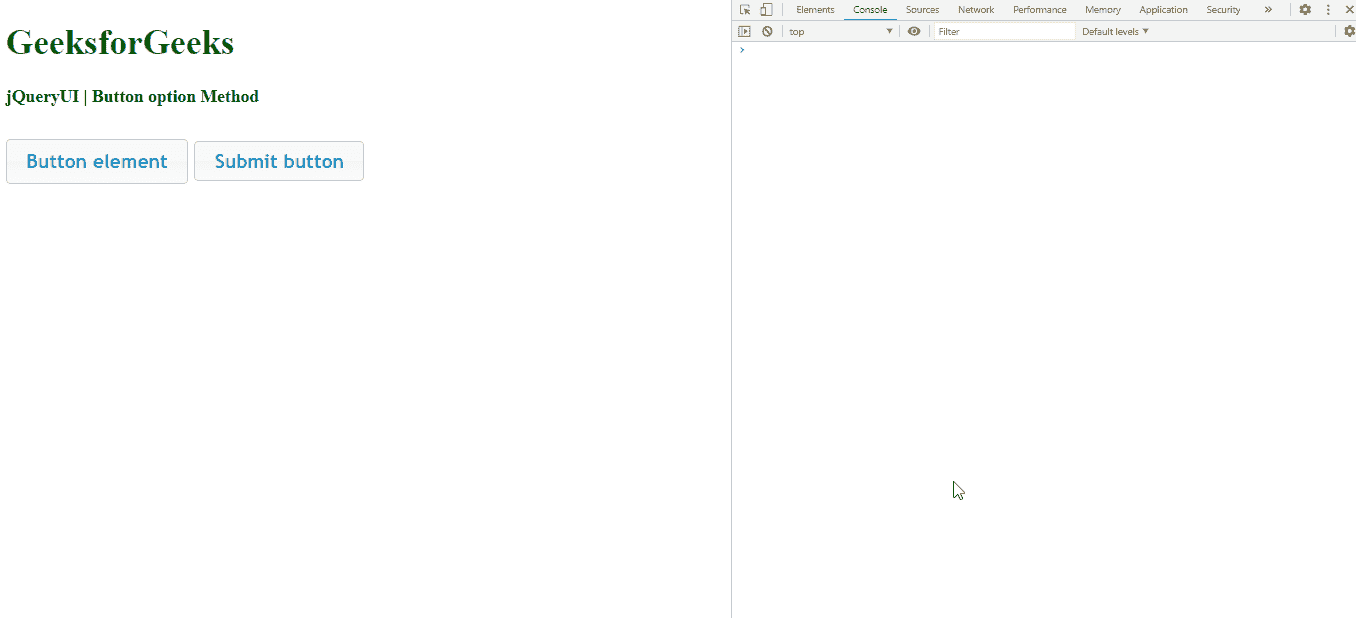 GeeksforGeeks
jQueryUI | Button option Method
Button element Submit button
Elements Console Sources Network Performance Memory Application Security
top Filter Default levels